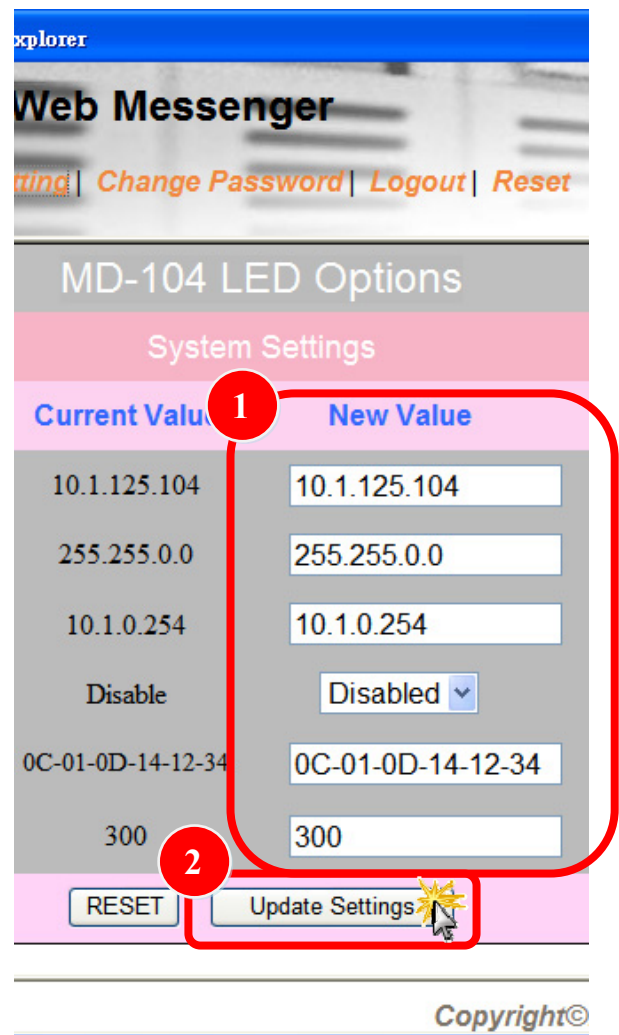 xplorer
Web Messenger
tting| Change Password| Logout| Reset
MD-104 LED Options
System Settings
Current Valu 1 New Value
10.1.125.104 10.1.125.104
255.255.0.0 255.255.0.0
10.1.0.254 10.1.0.254
Disable Disabled
0C-01-0D-14-12-34 0C-01-0D-14-12-34
300 300
2
RESET Update Settings
Copyright©